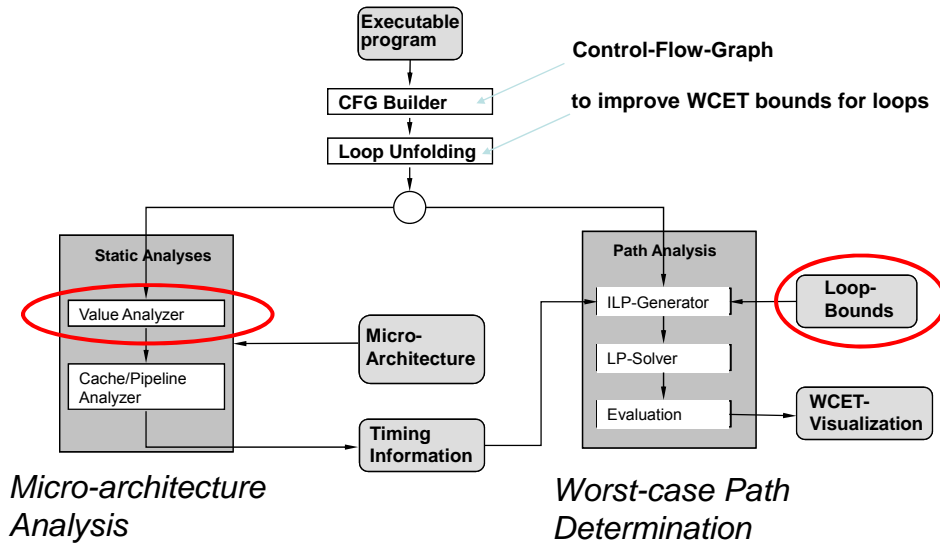 Executable
program
Control-Flow-Graph
CFG Builder
to improve WCET bounds for loops
Loop Unfolding
Static Analyses
Path Analysis
Value Analyzer
ILP-Generator
Loop-
Bounds
Micro-
Architecture
Cache/Pipeline
Analyzer
LP-Solver
Evaluation
WCET-
Visualization
Timing
Information
Micro-architecture
Analysis
Worst-case Path
Determination